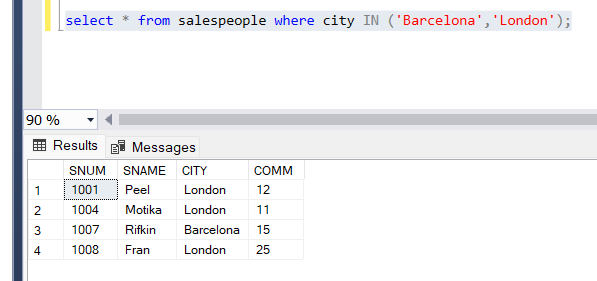 select * from salespeople where city IN ('Barcelona','London');
90 %
Results Messages
SNUM SNAME CITY COMM
1 1001 Peel London 12
2 1004 Motika London 11
3 1007 Rifkin Barcelona 15
4 1008 Fran London 25